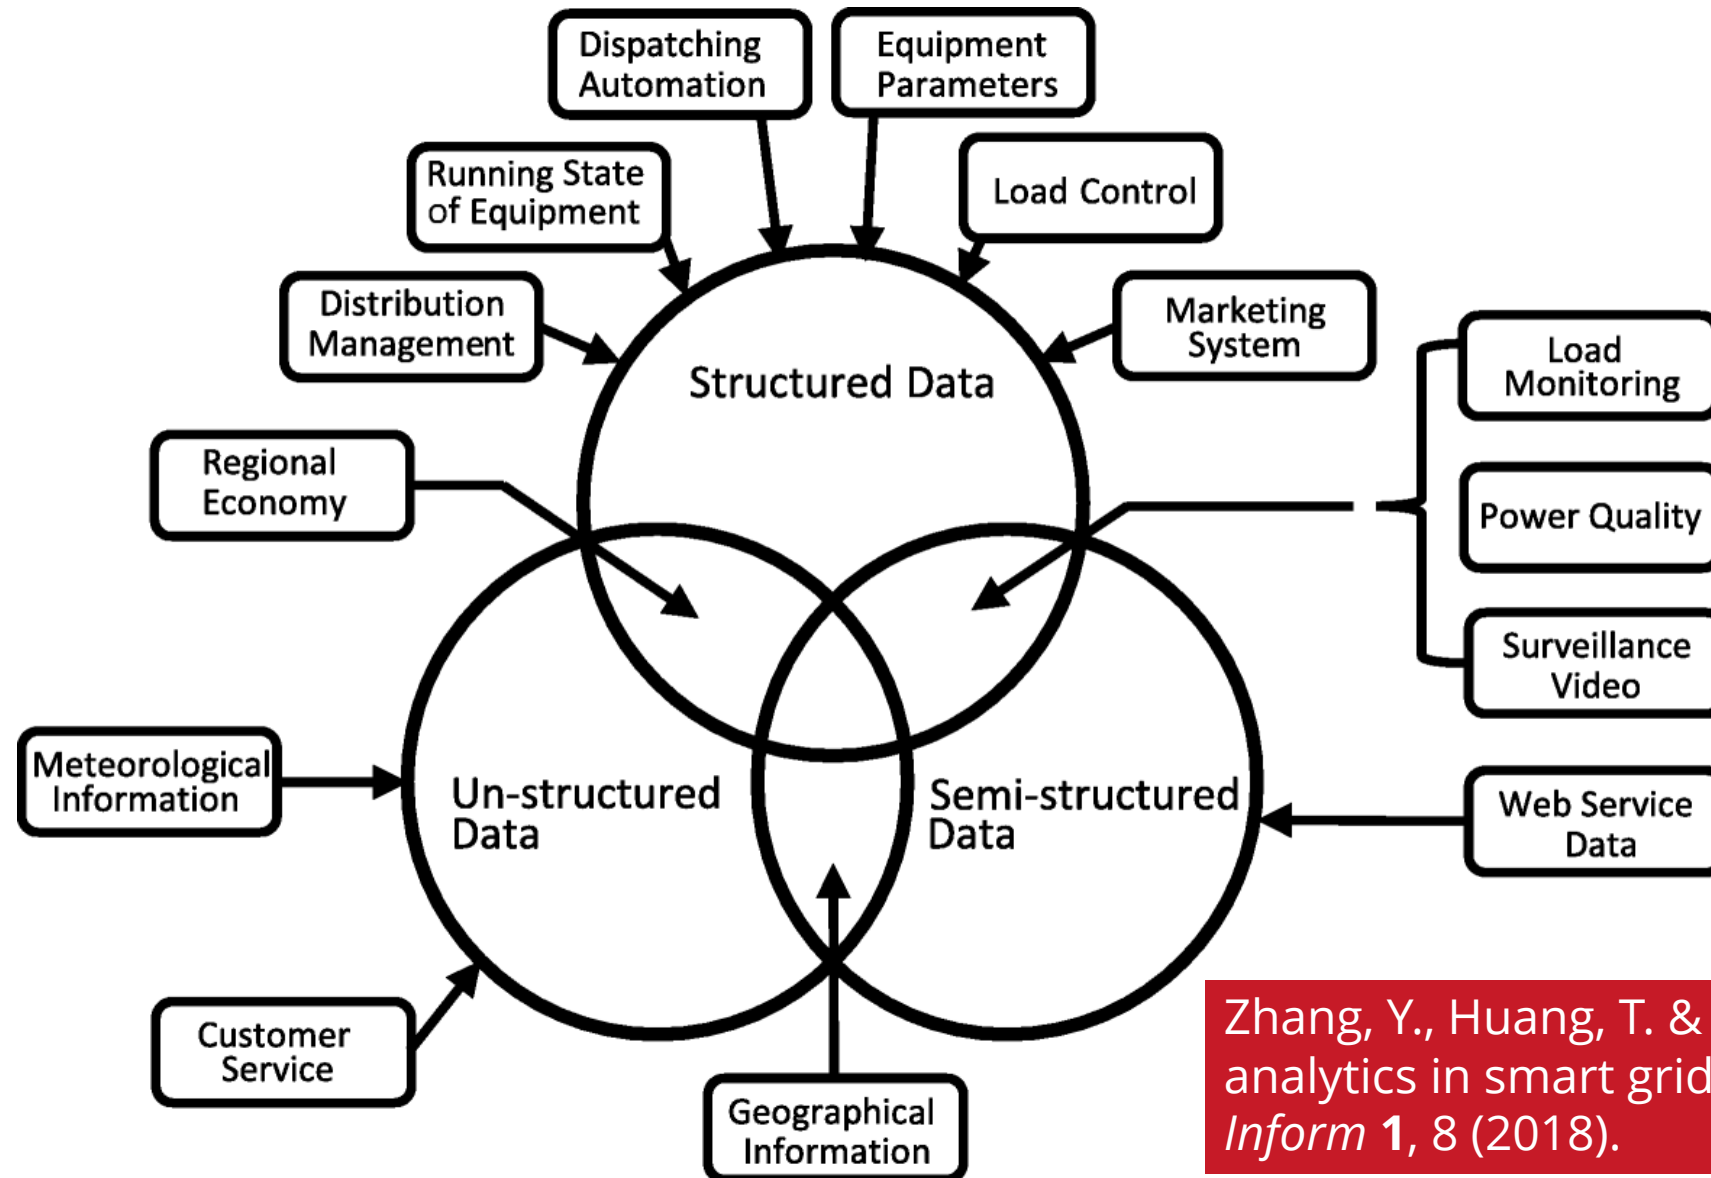 Dispatching
Automation
Equipment
Parameters
Running State
of Equipment
Load Control
Distribution
Management
Marketing
System
Structured Data
Load
Monitoring
Regional
Economy
Power Quality
Surveillance
Video
Meteorological
Information
Un-structured
Data
Semi-structured
Data
Web Service
Data
Customer
Service
Geographical
Information
Zhang, Y., Huang, T. &
analytics in smart grid
Inform 1, 8 (2018).